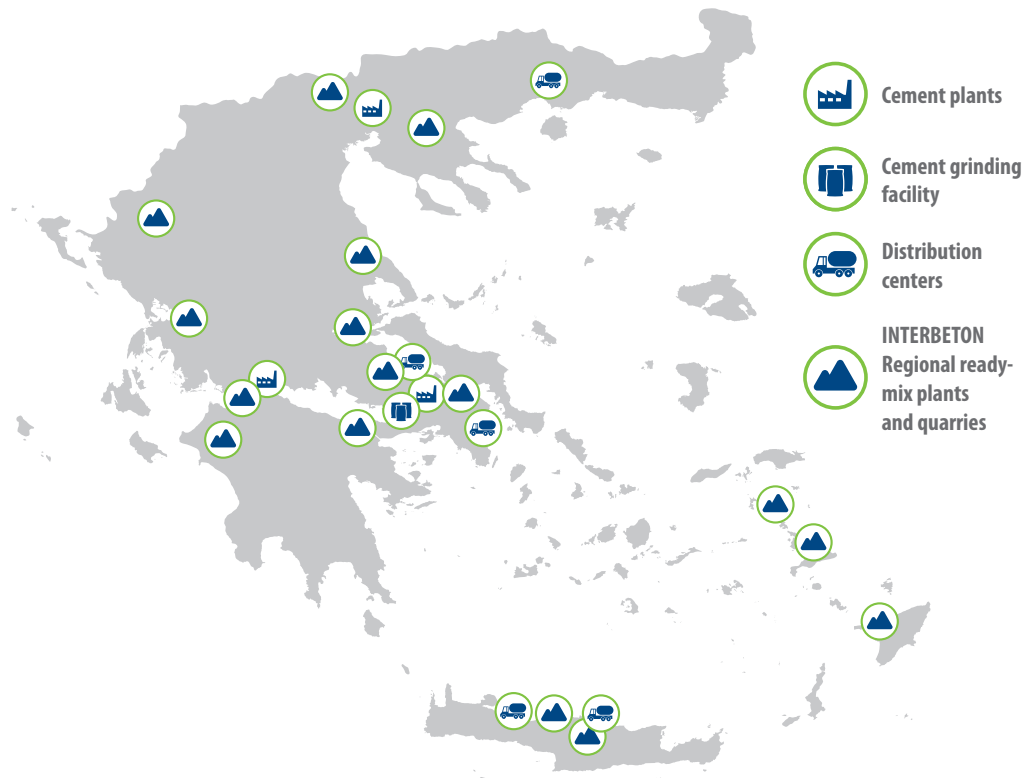 Cement plants
Cement grinding
facility
Distribution
centers
INTERBETON
Regional ready-
mix plants
and quarries